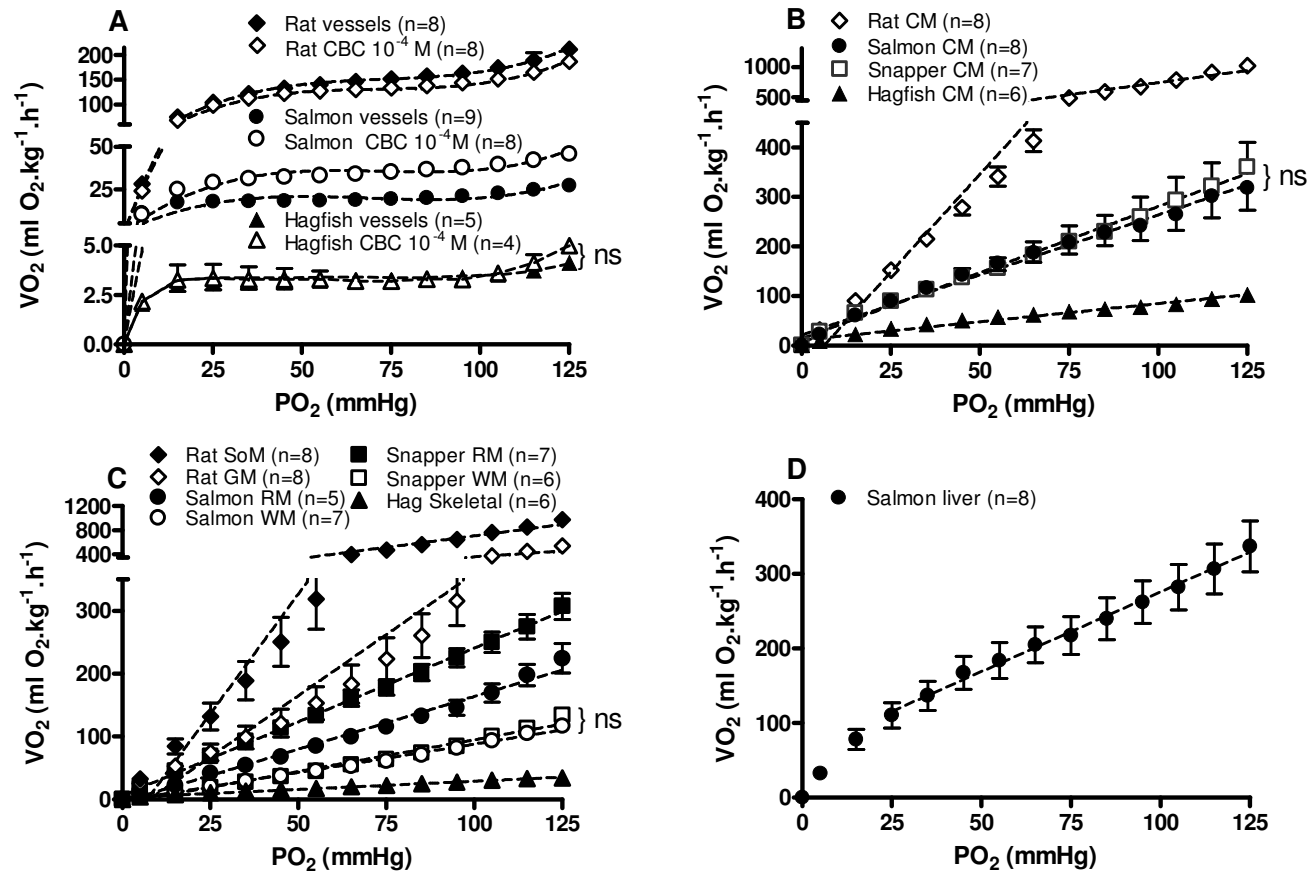 A
Rat vessels (n=8)
Rat CBC 10⁻⁴ M (n=8)
Salmon vessels (n=9)
Salmon CBC 10⁻⁴M (n=8)
Hagfish vessels (n=5)
Hagfish CBC 10⁻⁴ M (n=4)
ns
200
150
100
50
25
5.0
2.5
0.0
0 25 50 75 100 125
VO₂ (ml O₂.kg⁻¹.h⁻¹)
PO₂ (mmHg)
B
Rat CM (n=8)
Salmon CM (n=8)
Snapper CM (n=7)
Hagfish CM (n=6)
ns
1000
500
400
300
200
100
0
0 25 50 75 100 125
VO₂ (ml O₂.kg⁻¹.h⁻¹)
PO₂ (mmHg)
C
Rat SoM (n=8)
Rat GM (n=8)
Salmon RM (n=5)
Salmon WM (n=7)
Snapper RM (n=7)
Snapper WM (n=6)
Hag Skeletal (n=6)
ns
1200
800
400
300
200
100
0
0 25 50 75 100 125
VO₂ (ml O₂.kg⁻¹.h⁻¹)
PO₂ (mmHg)
D
Salmon liver (n=8)
400
300
200
100
0
0 25 50 75 100 125
VO₂ (ml O₂.kg⁻¹.h⁻¹)
PO₂ (mmHg)